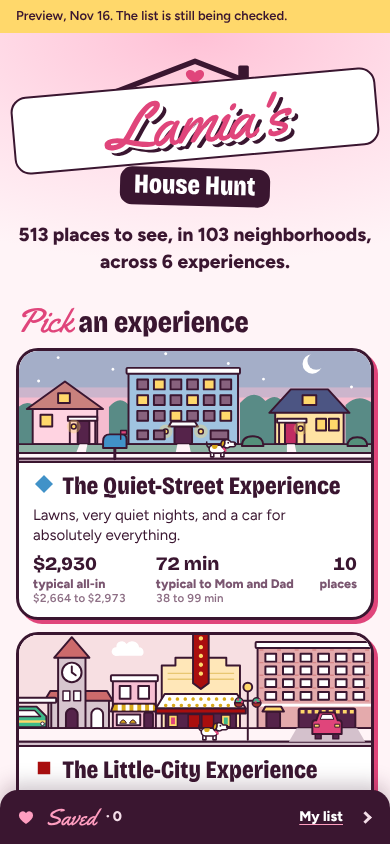 Preview, Nov 16. The list is still being checked.
Lamia's
House Hunt
513 places to see, in 103 neighborhoods,
across 6 experiences.
Pick an experience
The Quiet-Street Experience
Lawns, very quiet nights, and a car for
absolutely everything.
$2,930 72 min 10
typical all-in typical to Mom and Dad places
$2,664 to $2,973 38 to 99 min
The Little-City Experience
Saved · 0 My list